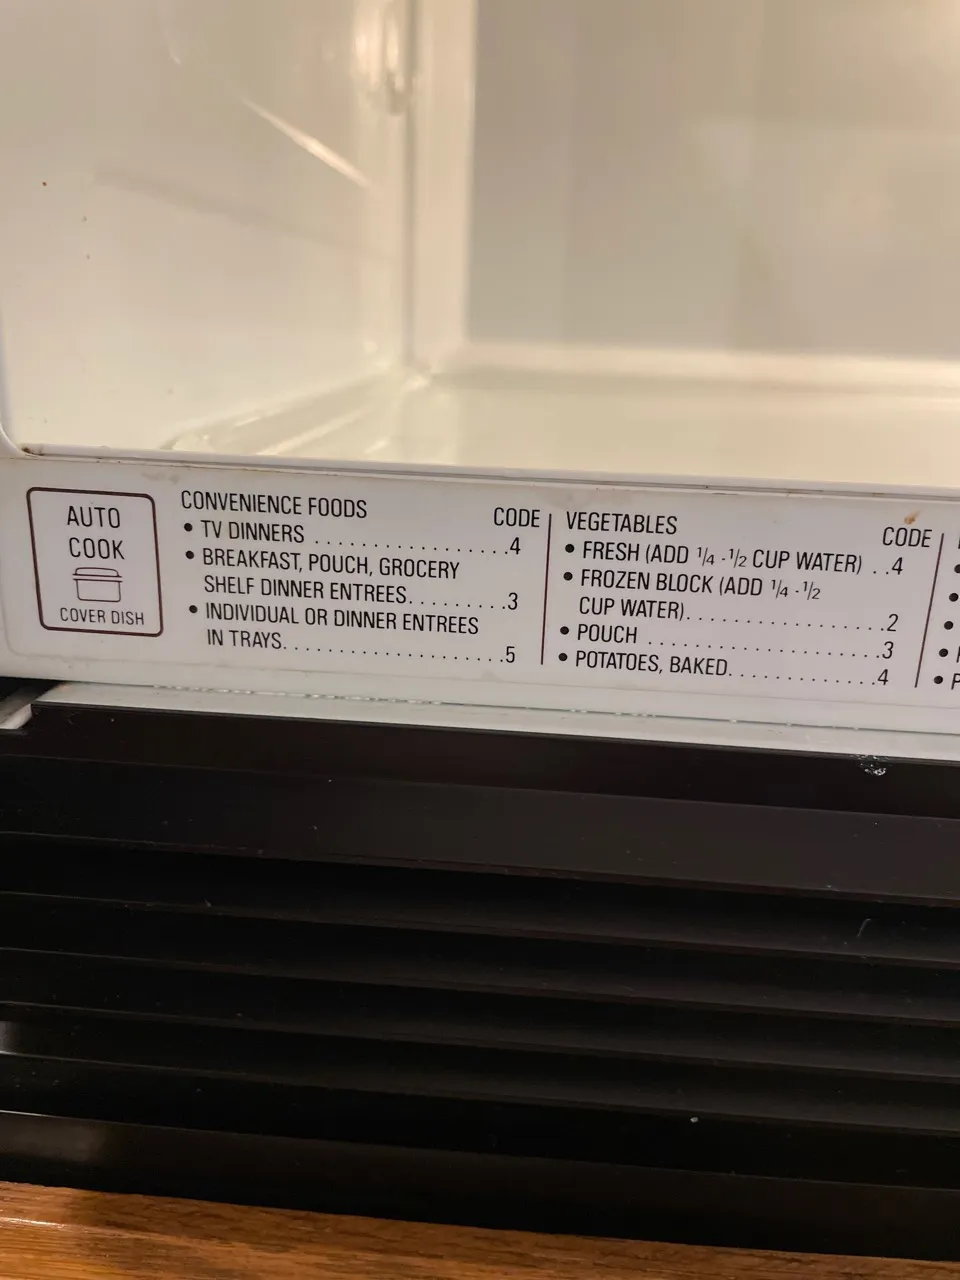 AUTO
COOK
COVER DISH
CONVENIENCE FOODS
CODE
• TV DINNERS . . . . . . . . . . . . . . . . . .4
• BREAKFAST, POUCH, GROCERY
SHELF DINNER ENTREES. . . . . . . . .3
• INDIVIDUAL OR DINNER ENTREES
IN TRAYS. . . . . . . . . . . . . . . . . . . .5
VEGETABLES
CODE
• FRESH (ADD 1/4 -1/2 CUP WATER) . .4
• FROZEN BLOCK (ADD 1/4 -1/2
CUP WATER). . . . . . . . . . . . . . . . . .2
• POUCH . . . . . . . . . . . . . . . . . . . . .3
• POTATOES, BAKED. . . . . . . . . . . . .4